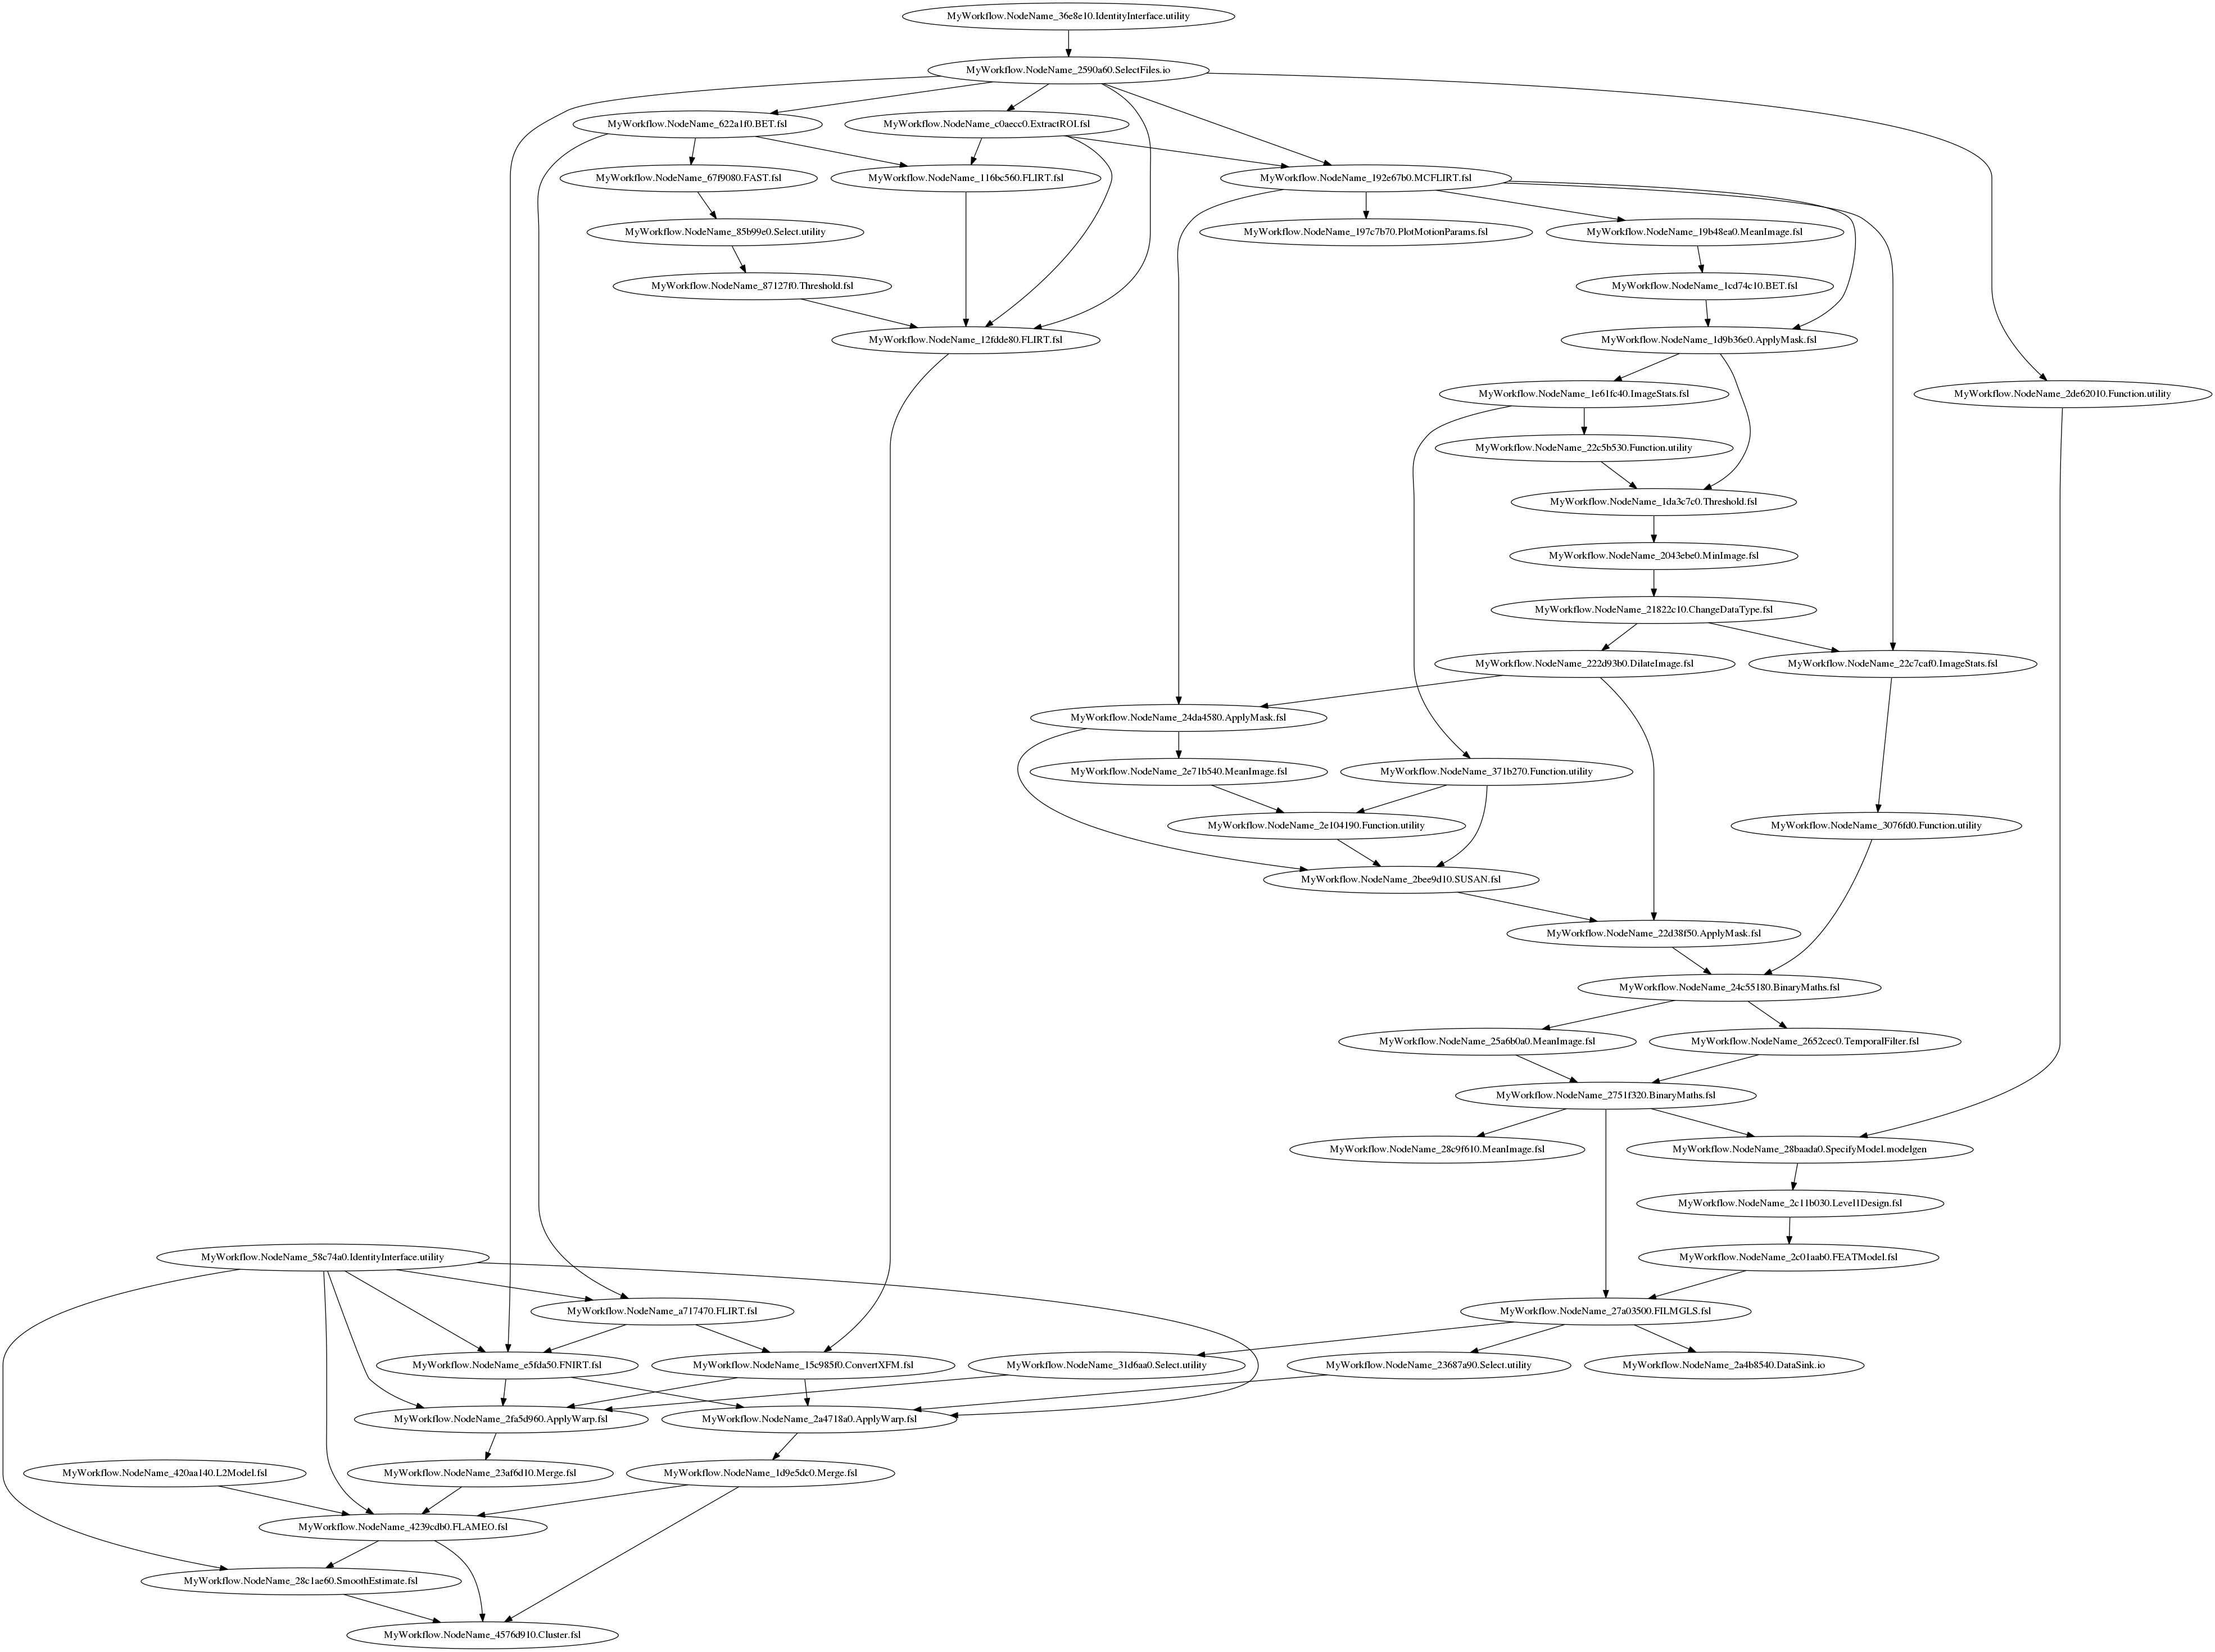 MyWorkflow.NodeName_36e8e10.IdentityInterface.utility
MyWorkflow.NodeName_2590a60.SelectFiles.io
MyWorkflow.NodeName_622a1f0.BET.fsl
MyWorkflow.NodeName_c0aecc0.ExtractROI.fsl
MyWorkflow.NodeName_67f9080.FAST.fsl
MyWorkflow.NodeName_116bc560.FLIRT.fsl
MyWorkflow.NodeName_192e67b0.MCFLIRT.fsl
MyWorkflow.NodeName_85b99e0.Select.utility
MyWorkflow.NodeName_197c7b70.PlotMotionParams.fsl
MyWorkflow.NodeName_19b48ea0.MeanImage.fsl
MyWorkflow.NodeName_87127f0.Threshold.fsl
MyWorkflow.NodeName_1cd74c10.BET.fsl
MyWorkflow.NodeName_12fdde80.FLIRT.fsl
MyWorkflow.NodeName_1d9b36e0.ApplyMask.fsl
MyWorkflow.NodeName_1e61fc40.ImageStats.fsl
MyWorkflow.NodeName_2de62010.Function.utility
MyWorkflow.NodeName_22c5b530.Function.utility
MyWorkflow.NodeName_1da3c7c0.Threshold.fsl
MyWorkflow.NodeName_2043ebe0.MinImage.fsl
MyWorkflow.NodeName_21822c10.ChangeDataType.fsl
MyWorkflow.NodeName_222d93b0.DilateImage.fsl
MyWorkflow.NodeName_22c7caf0.ImageStats.fsl
MyWorkflow.NodeName_24da4580.ApplyMask.fsl
MyWorkflow.NodeName_2e71b540.MeanImage.fsl
MyWorkflow.NodeName_371b270.Function.utility
MyWorkflow.NodeName_2e104190.Function.utility
MyWorkflow.NodeName_3076fd0.Function.utility
MyWorkflow.NodeName_2bee9d10.SUSAN.fsl
MyWorkflow.NodeName_22d38f50.ApplyMask.fsl
MyWorkflow.NodeName_24c55180.BinaryMaths.fsl
MyWorkflow.NodeName_25a6b0a0.MeanImage.fsl
MyWorkflow.NodeName_2652cec0.TemporalFilter.fsl
MyWorkflow.NodeName_2751f320.BinaryMaths.fsl
MyWorkflow.NodeName_28c9f610.MeanImage.fsl
MyWorkflow.NodeName_28baada0.SpecifyModel.modelgen
MyWorkflow.NodeName_2c11b030.Level1Design.fsl
MyWorkflow.NodeName_58c74a0.IdentityInterface.utility
MyWorkflow.NodeName_2c01aab0.FEATModel.fsl
MyWorkflow.NodeName_a717470.FLIRT.fsl
MyWorkflow.NodeName_27a03500.FILMGLS.fsl
MyWorkflow.NodeName_e5fda50.FNIRT.fsl
MyWorkflow.NodeName_15c985f0.ConvertXFM.fsl
MyWorkflow.NodeName_31d6aa0.Select.utility
MyWorkflow.NodeName_23687a90.Select.utility
MyWorkflow.NodeName_2a4b8540.DataSink.io
MyWorkflow.NodeName_2fa5d960.ApplyWarp.fsl
MyWorkflow.NodeName_2a4718a0.ApplyWarp.fsl
MyWorkflow.NodeName_420aa140.L2Model.fsl
MyWorkflow.NodeName_23af6d10.Merge.fsl
MyWorkflow.NodeName_1d9e5dc0.Merge.fsl
MyWorkflow.NodeName_4239cdb0.FLAMEO.fsl
MyWorkflow.NodeName_28c1ae60.SmoothEstimate.fsl
MyWorkflow.NodeName_4576d910.Cluster.fsl